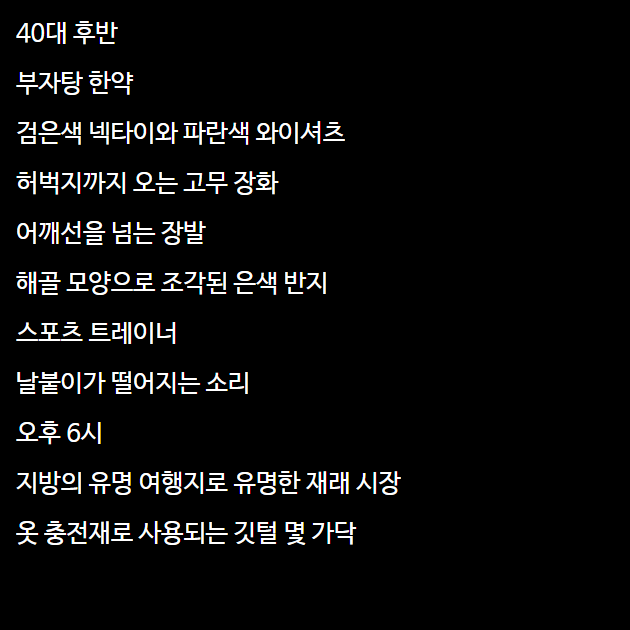 40대 후반
부자탕 한약
검은색 넥타이와 파란색 와이셔츠
허벅지까지 오는 고무 장화
어깨선을 넘는 장발
해골 모양으로 조각된 은색 반지
스포츠 트레이너
날붙이가 떨어지는 소리
오후 6시
지방의 유명 여행지로 유명한 재래 시장
옷 충전재로 사용되는 깃털 몇 가닥